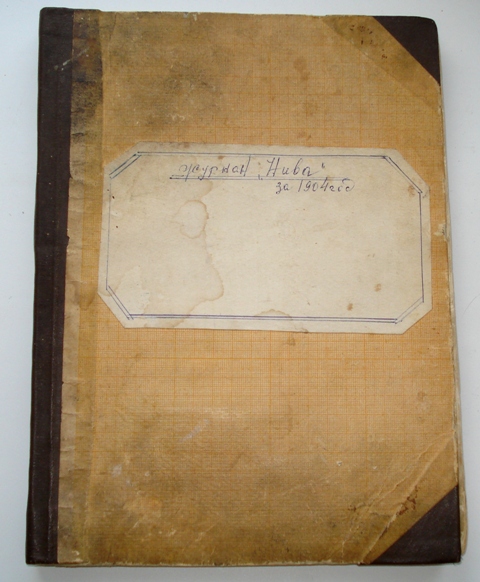 журнал „Нива"
за 1904 год